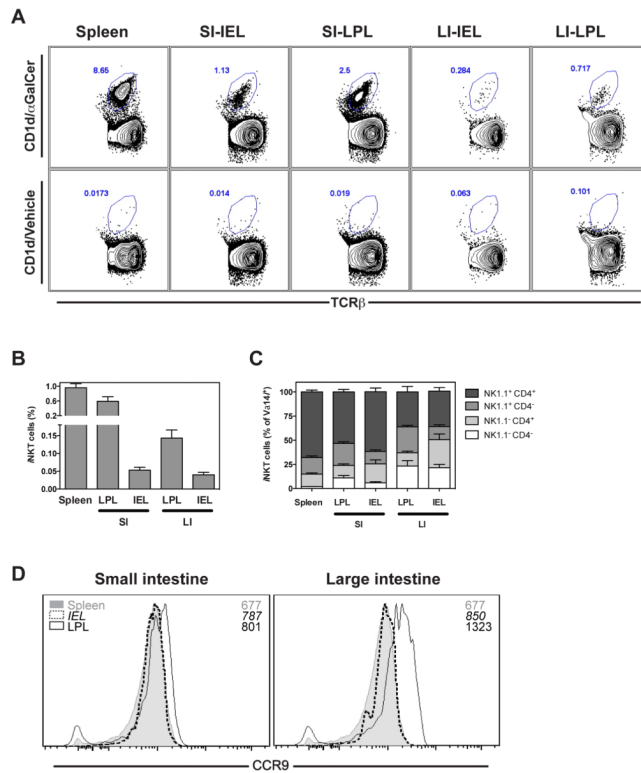 A
Spleen SI-IEL SI-LPL LI-IEL LI-LPL
CD1d/αGalCer
8.65 1.13 2.5 0.284 0.717
CD1d/Vehicle
0.0173 0.014 0.019 0.063 0.101
TCRβ
B
iNKT cells (%)
1.0
0.6
0.2
0.15
0.10
0.05
0.00
Spleen LPL IEL LPL IEL
SI LI
C
iNKT cells (% of Vα14i⁺)
100
75
50
25
0
Spleen LPL IEL LPL IEL
SI LI
NK1.1⁺ CD4⁺
NK1.1⁺ CD4⁻
NK1.1⁻ CD4⁺
NK1.1⁻ CD4⁻
D
Small intestine Large intestine
Spleen 677
IEL 787
LPL 801
677
850
1323
CCR9